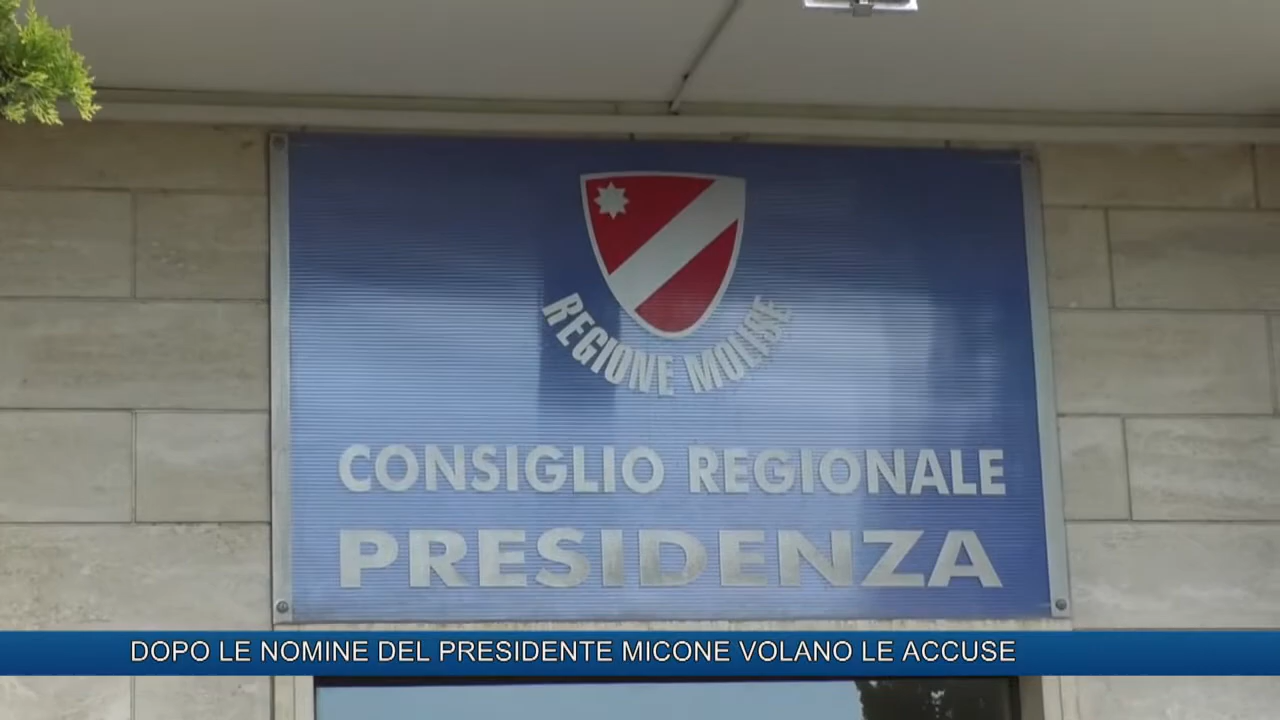 REGIONE MOLISE
CONSIGLIO REGIONALE
PRESIDENZA
DOPO LE NOMINE DEL PRESIDENTE MICONE VOLANO LE ACCUSE